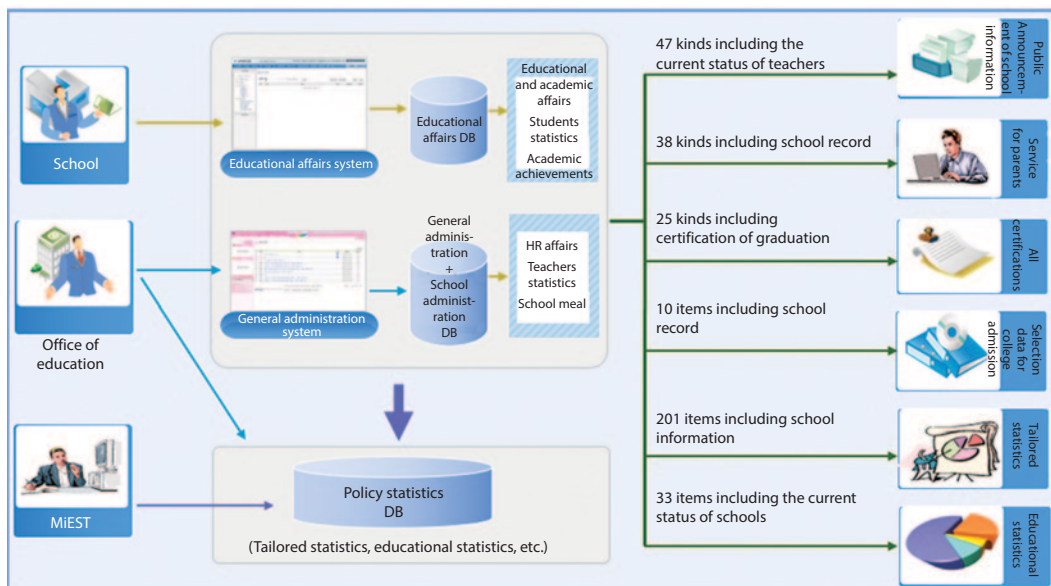 School
Office of
education
MiEST
Educational affairs system
Educational
affairs DB
Educational
and academic
affairs
Students
statistics
Academic
achievements
General administration
system
General
adminis-
tration
+
School
administ-
ration
DB
HR affairs
Teachers
statistics
School meal
Policy statistics
DB
(Tailored statistics, educational statistics, etc.)
47 kinds including the
current status of teachers
Public
Announcem-
ent of school
information
38 kinds including school record
Service
for parents
25 kinds including
certification of graduation
All
certifications
10 items including school
record
Selection
data for
college
admission
201 items including school
information
Tailored
statistics
33 items including the current
status of schools
Educational
statistics